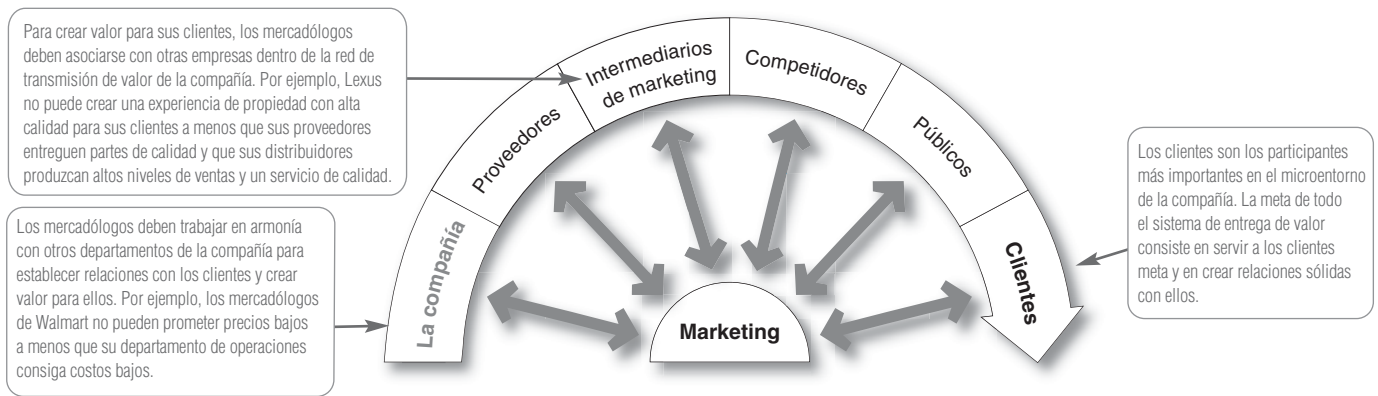 Para crear valor para sus clientes, los mercadólogos
deben asociarse con otras empresas dentro de la red de
transmisión de valor de la compañía. Por ejemplo, Lexus
no puede crear una experiencia de propiedad con alta
calidad para sus clientes a menos que sus proveedores
entreguen partes de calidad y que sus distribuidores
produzcan altos niveles de ventas y un servicio de calidad.
Los mercadólogos deben trabajar en armonía
con otros departamentos de la compañía para
establecer relaciones con los clientes y crear
valor para ellos. Por ejemplo, los mercadólogos
de Walmart no pueden prometer precios bajos
a menos que su departamento de operaciones
consiga costos bajos.
La compañía
Proveedores
Intermediarios
de marketing
Competidores
Públicos
Clientes
Marketing
Los clientes son los participantes
más importantes en el microentorno
de la compañía. La meta de todo
el sistema de entrega de valor
consiste en servir a los clientes
meta y en crear relaciones sólidas
con ellos.